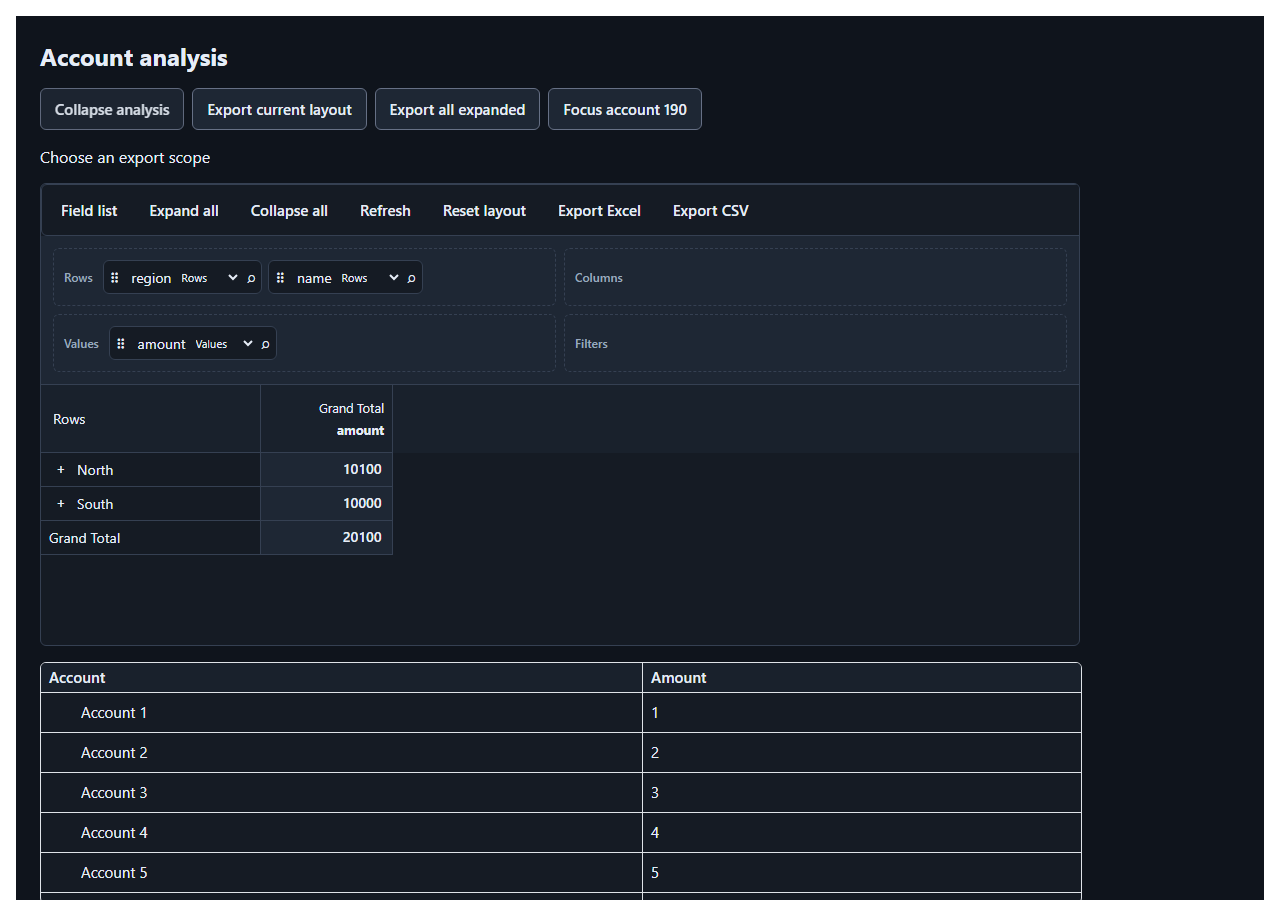 Account analysis
Collapse analysis Export current layout Export all expanded Focus account 190
Choose an export scope
Field list Expand all Collapse all Refresh Reset layout Export Excel Export CSV
Rows region Rows name Rows Columns
Values amount Values Filters
Rows Grand Total amount
+ North 10100
+ South 10000
Grand Total 20100
Account Amount
Account 1 1
Account 2 2
Account 3 3
Account 4 4
Account 5 5